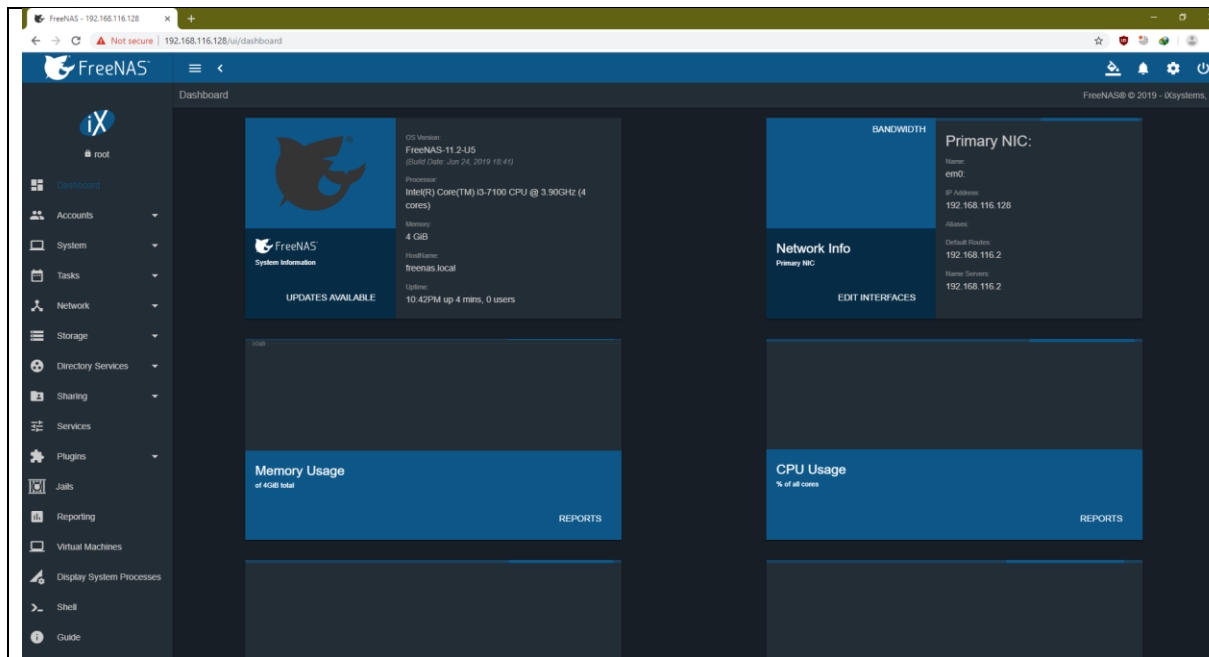 FreeNAS - 192.168.116.128
Not secure | 192.168.116.128/ui/dashboard
FreeNAS
Dashboard
FreeNAS® © 2019 - iXsystems,
iX
root
Dashboard
Accounts
System
Tasks
Network
Storage
Directory Services
Sharing
Services
Plugins
Jails
Reporting
Virtual Machines
Display System Processes
Shell
Guide
FreeNAS
System Information
UPDATES AVAILABLE
OS Version:
FreeNAS-11.2-U5
(Build Date: Jun 24, 2019 18:41)
Processor:
Intel(R) Core(TM) i3-7100 CPU @ 3.90GHz (4
cores)
Memory:
4 GiB
HostName:
freenas.local
Uptime:
10:42PM up 4 mins, 0 users
BANDWIDTH
Network Info
Primary NIC
EDIT INTERFACES
Primary NIC:
Name:
em0:
IP Address:
192.168.116.128
Aliases:
Default Routes:
192.168.116.2
Name Servers:
192.168.116.2
Memory Usage
of 4GiB total
REPORTS
CPU Usage
% of all cores
REPORTS